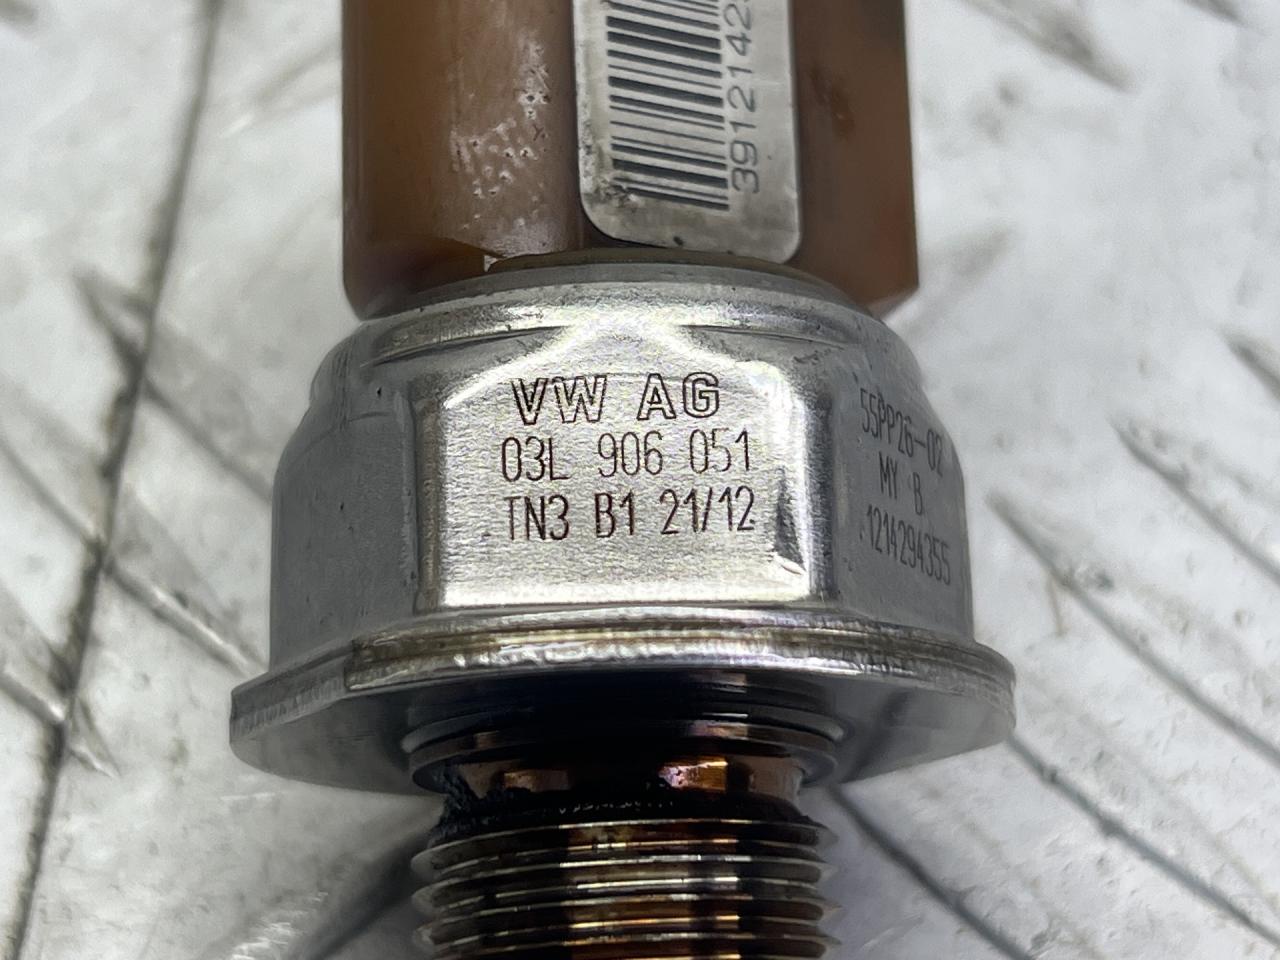 3912142
VW AG
03L 906 051
TN3 B1 21/12
55PP26-02
MY B
1214294355